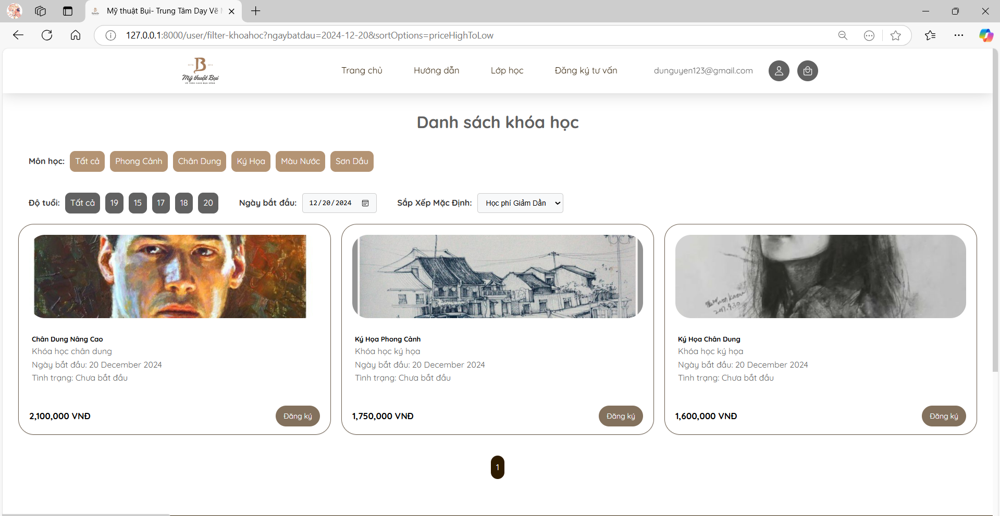 Mỹ thuật Bụi- Trung Tâm Dạy Vẽ
127.0.0.1:8000/user/filter-khoahoc?ngaybatdau=2024-12-20&sortOptions=priceHighToLow
B
Mỹ thuật Bụi
VẼ THEO CÁCH BẠN SỐNG
Trang chủ
Hướng dẫn
Lớp học
Đăng ký tư vấn
dunguyen123@gmail.com
Danh sách khóa học
Môn học: Tất cả Phong Cảnh Chân Dung Ký Họa Màu Nước Sơn Dầu
Độ tuổi: Tất cả 19 15 17 18 20 Ngày bắt đầu: 12/20/2024 Sắp Xếp Mặc Định: Học phí Giảm Dần
Chân Dung Nâng Cao
Khóa học chân dung
Ngày bắt đầu: 20 December 2024
Tình trạng: Chưa bắt đầu
2,100,000 VNĐ
Đăng ký
Ký Họa Phong Cảnh
Khóa học ký họa
Ngày bắt đầu: 20 December 2024
Tình trạng: Chưa bắt đầu
1,750,000 VNĐ
Đăng ký
2017.9.30
Ký Họa Chân Dung
Khóa học ký họa
Ngày bắt đầu: 20 December 2024
Tình trạng: Chưa bắt đầu
1,600,000 VNĐ
Đăng ký
1